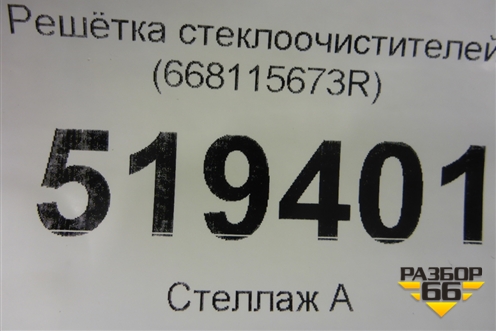 Решётка стеклоочистителей
(668115673R)
519401
Стеллаж А
РАЗБОР
66